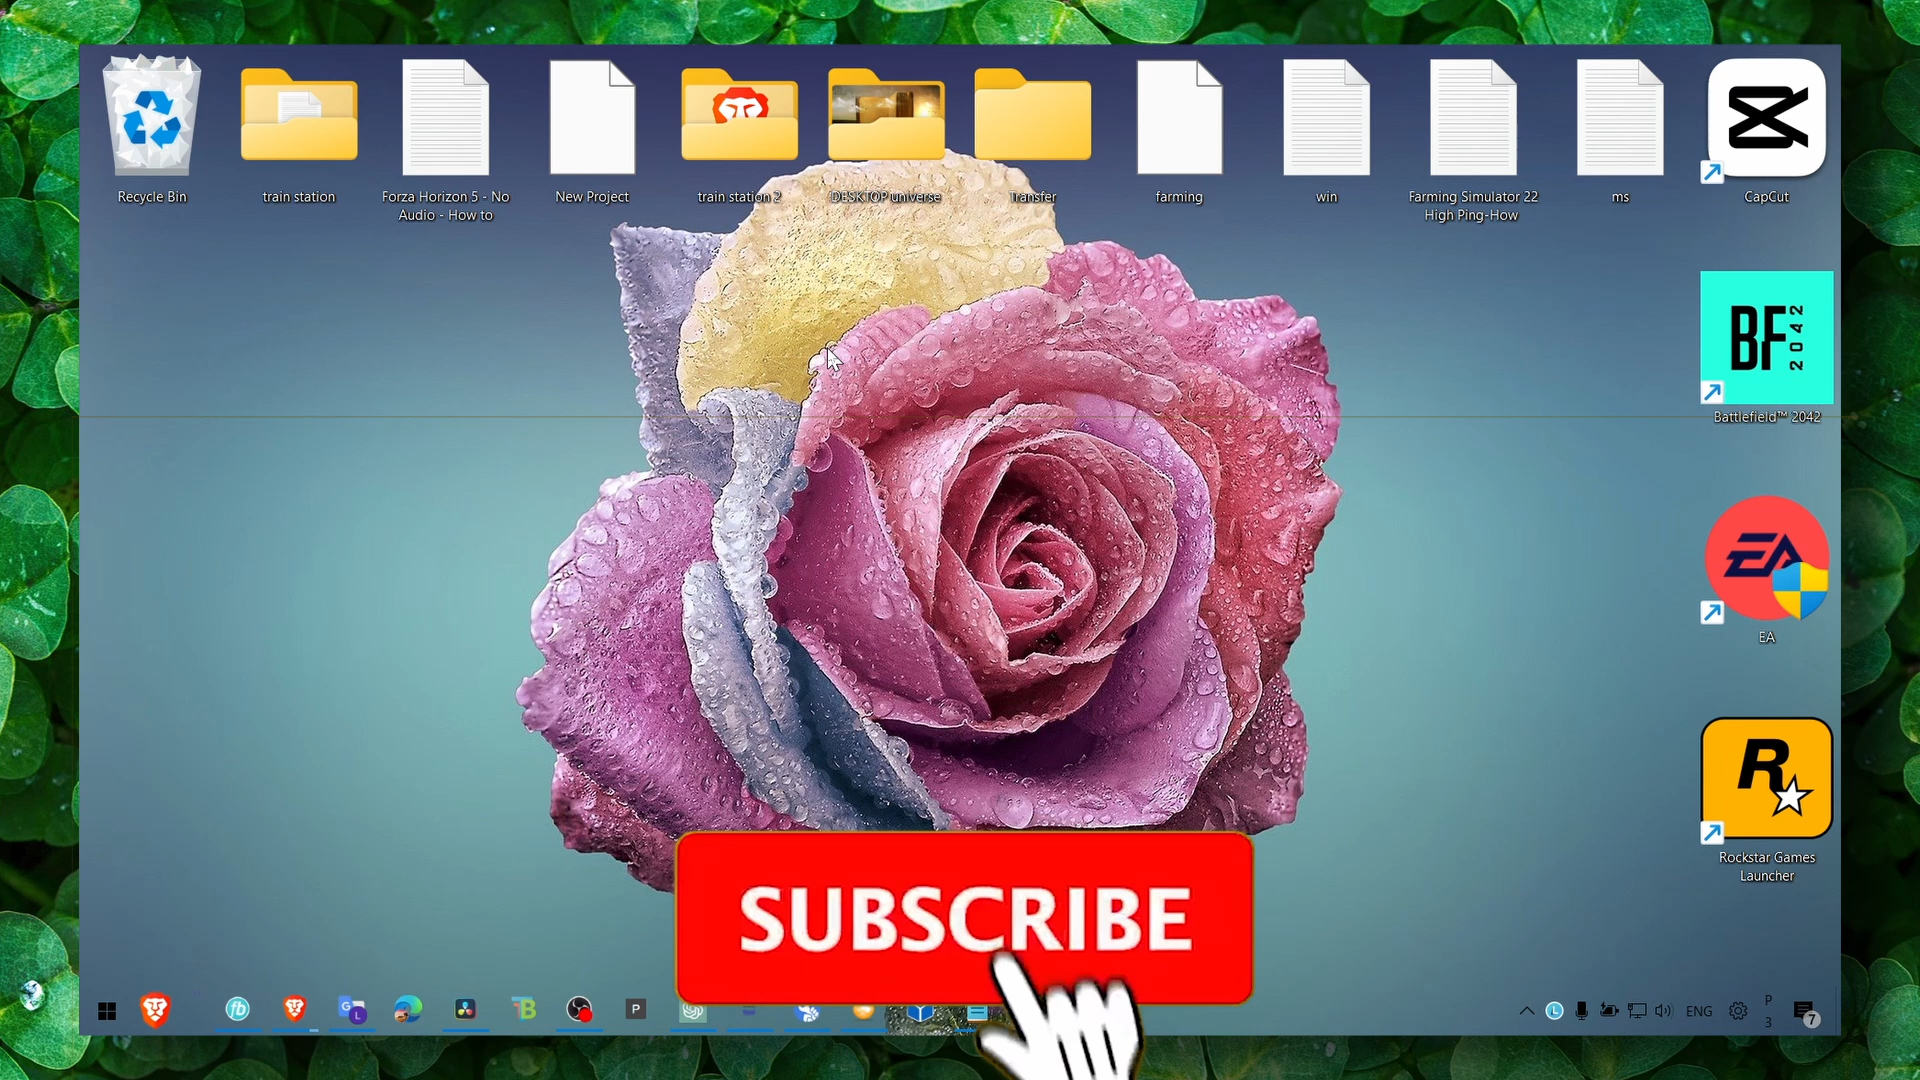 Recycle Bin
train station
Forza Horizon 5 - No
Audio - How to
New Project
train station 2
DESKTOP universe
Transfer
farming
win
Farming Simulator 22
High Ping-How
ms
CapCut
BF 2042
Battlefield™ 2042
EA
EA
R
Rockstar Games
Launcher
SUBSCRIBE
fb
G
L
B
P
L
ENG
P
3
7